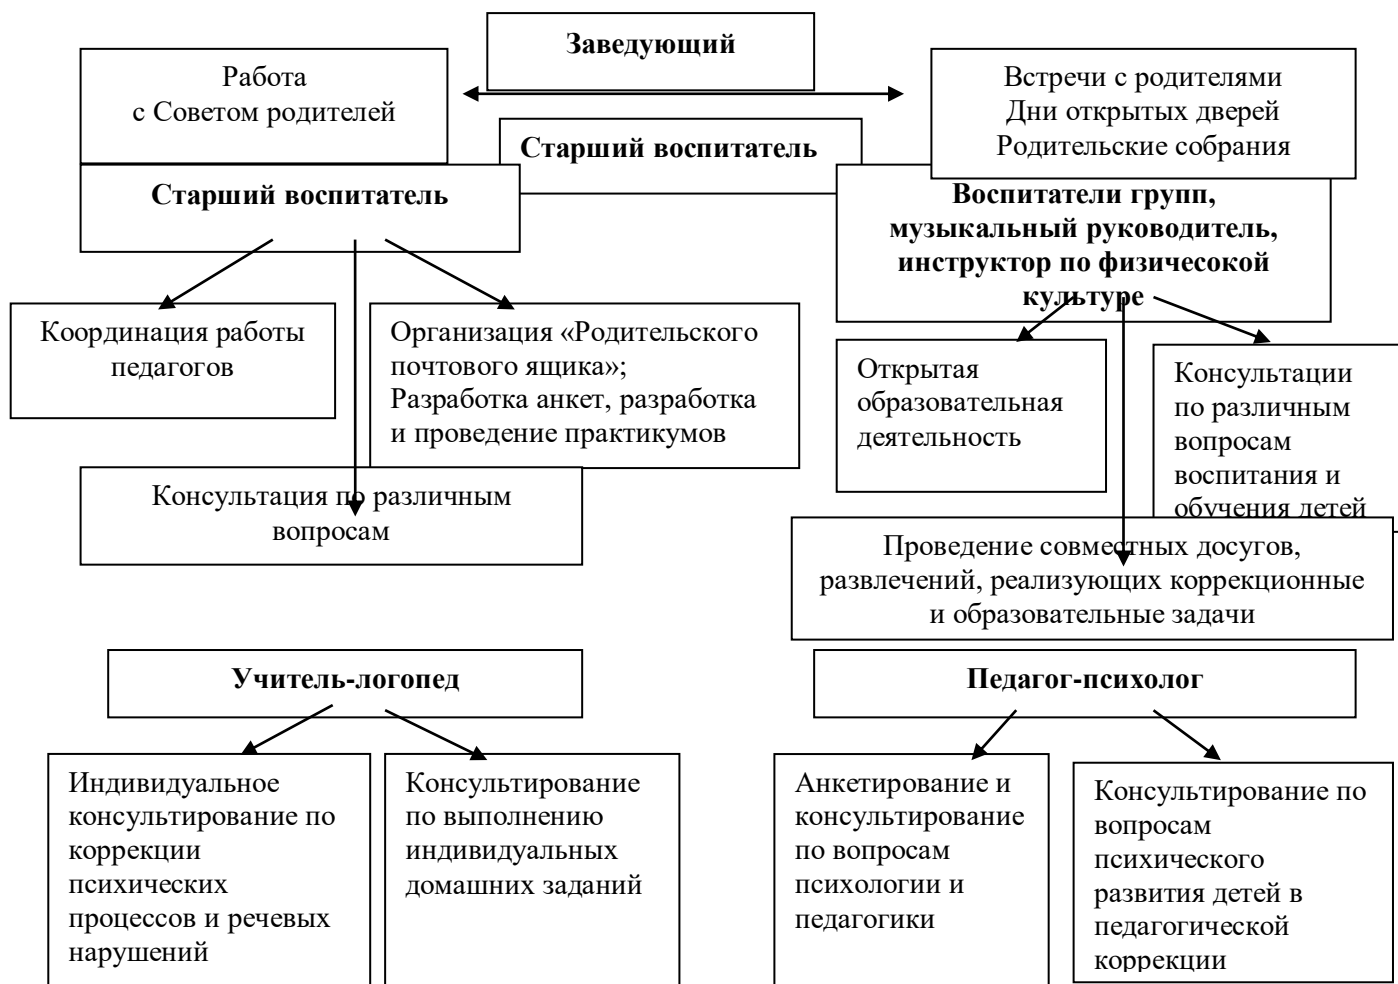 Заведующий
Работа
с Советом родителей
Встречи с родителями
Дни открытых дверей
Родительские собрания
Старший воспитатель
Старший воспитатель
Воспитатели групп,
музыкальный руководитель,
инструктор по физичесокой
культуре
Координация работы
педагогов
Организация «Родительского
почтового ящика»;
Разработка анкет, разработка
и проведение практикумов
Открытая
образовательная
деятельность
Консультации
по различным
вопросам
воспитания и
обучения детей
Консультация по различным
вопросам
Проведение совместных досугов,
развлечений, реализующих коррекционные
и образовательные задачи
Учитель-логопед
Педагог-психолог
Индивидуальное
консультирование по
коррекции
психических
процессов и речевых
нарушений
Консультирование
по выполнению
индивидуальных
домашних заданий
Анкетирование и
консультирование
по вопросам
психологии и
педагогики
Консультирование по
вопросам
психического
развития детей в
педагогической
коррекции